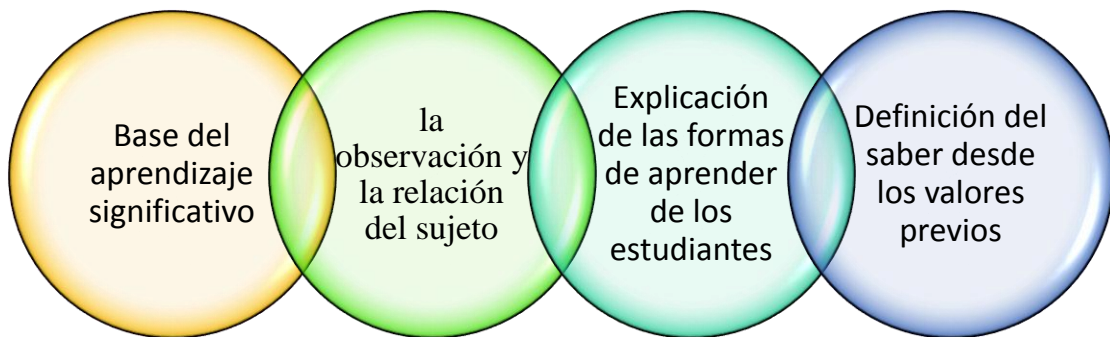 Base del
aprendizaje
significativo
la
observación y
la relación
del sujeto
Explicación
de las formas
de aprender
de los
estudiantes
Definición del
saber desde
los valores
previos